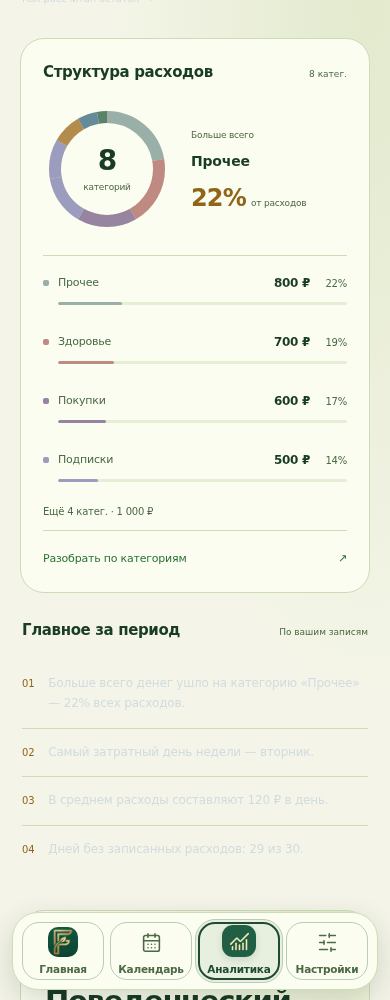 Структура расходов
8 катег.
8
категорий
Больше всего
Прочее
22% от расходов
Прочее 800 ₽ 22%
Здоровье 700 ₽ 19%
Покупки 600 ₽ 17%
Подписки 500 ₽ 14%
Ещё 4 катег. · 1 000 ₽
Разобрать по категориям ↗
Главное за период
По вашим записям
01 Больше всего денег ушло на категорию «Прочее»
— 22% всех расходов.
02 Самый затратный день недели — вторник.
03 В среднем расходы составляют 120 ₽ в день.
04 Дней без записанных расходов: 29 из 30.
Главная Календарь Аналитика Настройки
Поведенческий